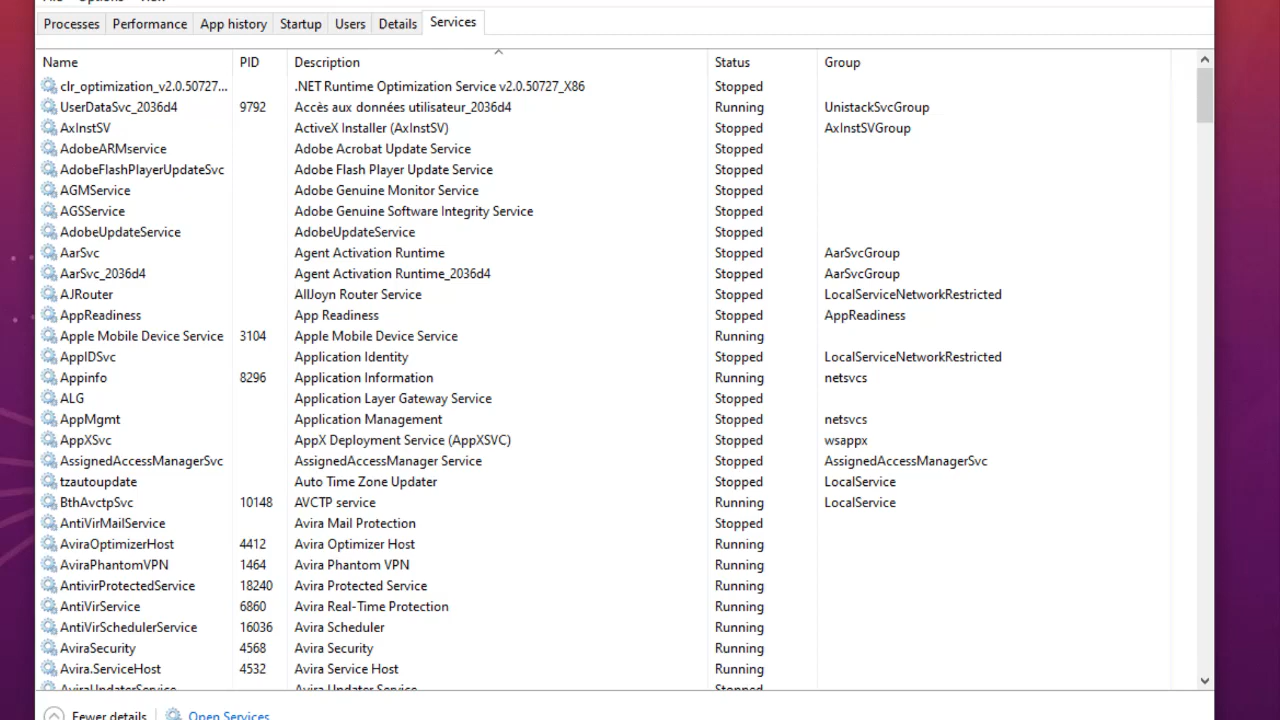 Processes Performance App history Startup Users Details Services
Name PID Description Status Group
clr_optimization_v2.0.50727... .NET Runtime Optimization Service v2.0.50727_X86 Stopped
UserDataSvc_2036d4 9792 Accès aux données utilisateur_2036d4 Running UnistackSvcGroup
AxInstSV ActiveX Installer (AxInstSV) Stopped AxInstSVGroup
AdobeARMservice Adobe Acrobat Update Service Stopped
AdobeFlashPlayerUpdateSvc Adobe Flash Player Update Service Stopped
AGMService Adobe Genuine Monitor Service Stopped
AGSService Adobe Genuine Software Integrity Service Stopped
AdobeUpdateService AdobeUpdateService Stopped
AarSvc Agent Activation Runtime Stopped AarSvcGroup
AarSvc_2036d4 Agent Activation Runtime_2036d4 Stopped AarSvcGroup
AJRouter AllJoyn Router Service Stopped LocalServiceNetworkRestricted
AppReadiness App Readiness Stopped AppReadiness
Apple Mobile Device Service 3104 Apple Mobile Device Service Running
AppIDSvc Application Identity Stopped LocalServiceNetworkRestricted
Appinfo 8296 Application Information Running netsvcs
ALG Application Layer Gateway Service Stopped
AppMgmt Application Management Stopped netsvcs
AppXSvc AppX Deployment Service (AppXSVC) Stopped wsappx
AssignedAccessManagerSvc AssignedAccessManager Service Stopped AssignedAccessManagerSvc
tzautoupdate Auto Time Zone Updater Stopped LocalService
BthAvctpSvc 10148 AVCTP service Running LocalService
AntiVirMailService Avira Mail Protection Stopped
AviraOptimizerHost 4412 Avira Optimizer Host Running
AviraPhantomVPN 1464 Avira Phantom VPN Running
AntivirProtectedService 18240 Avira Protected Service Running
AntiVirService 6860 Avira Real-Time Protection Running
AntiVirSchedulerService 16036 Avira Scheduler Running
AviraSecurity 4568 Avira Security Running
Avira.ServiceHost 4532 Avira Service Host Running
AviraUpdaterService Avira Updater Service Stopped
Fewer details Open Services